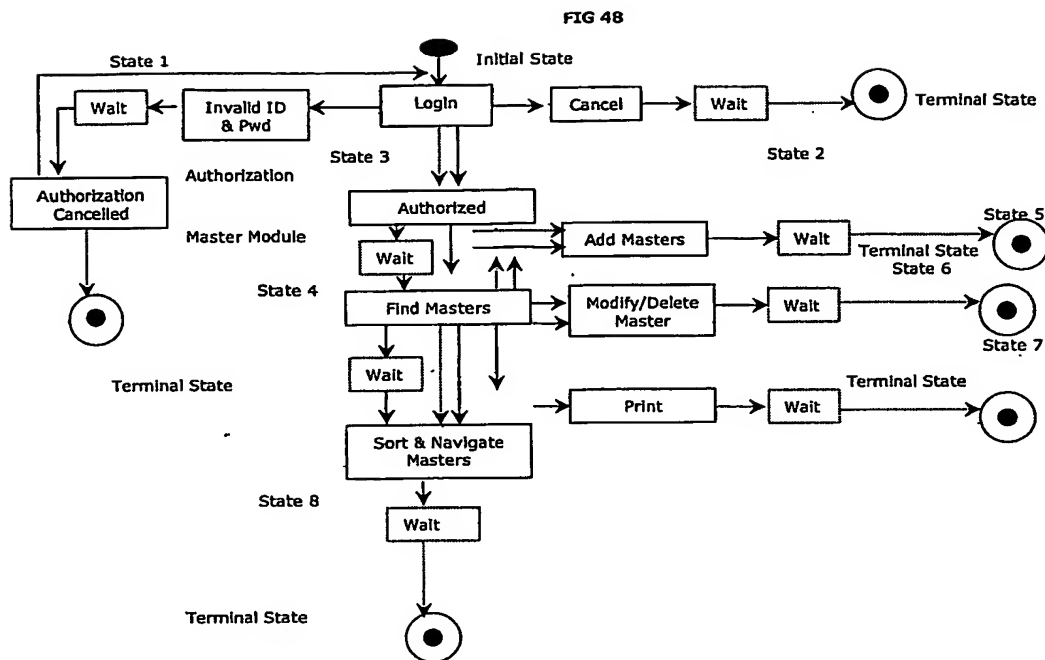 FIG 48
State 1
Initial State
Wait
Invalid ID
& Pwd
Login
Cancel
Wait
Terminal State
State 3
State 2
Authorization
Cancelled
Authorization
Authorized
State 5
Master Module
Wait
Add Masters
Wait
Terminal State
State 6
State 4
Find Masters
Modify/Delete
Master
Wait
State 7
Terminal State
Wait
Terminal State
Print
Wait
Sort & Navigate
Masters
State 8
Wait
Terminal State